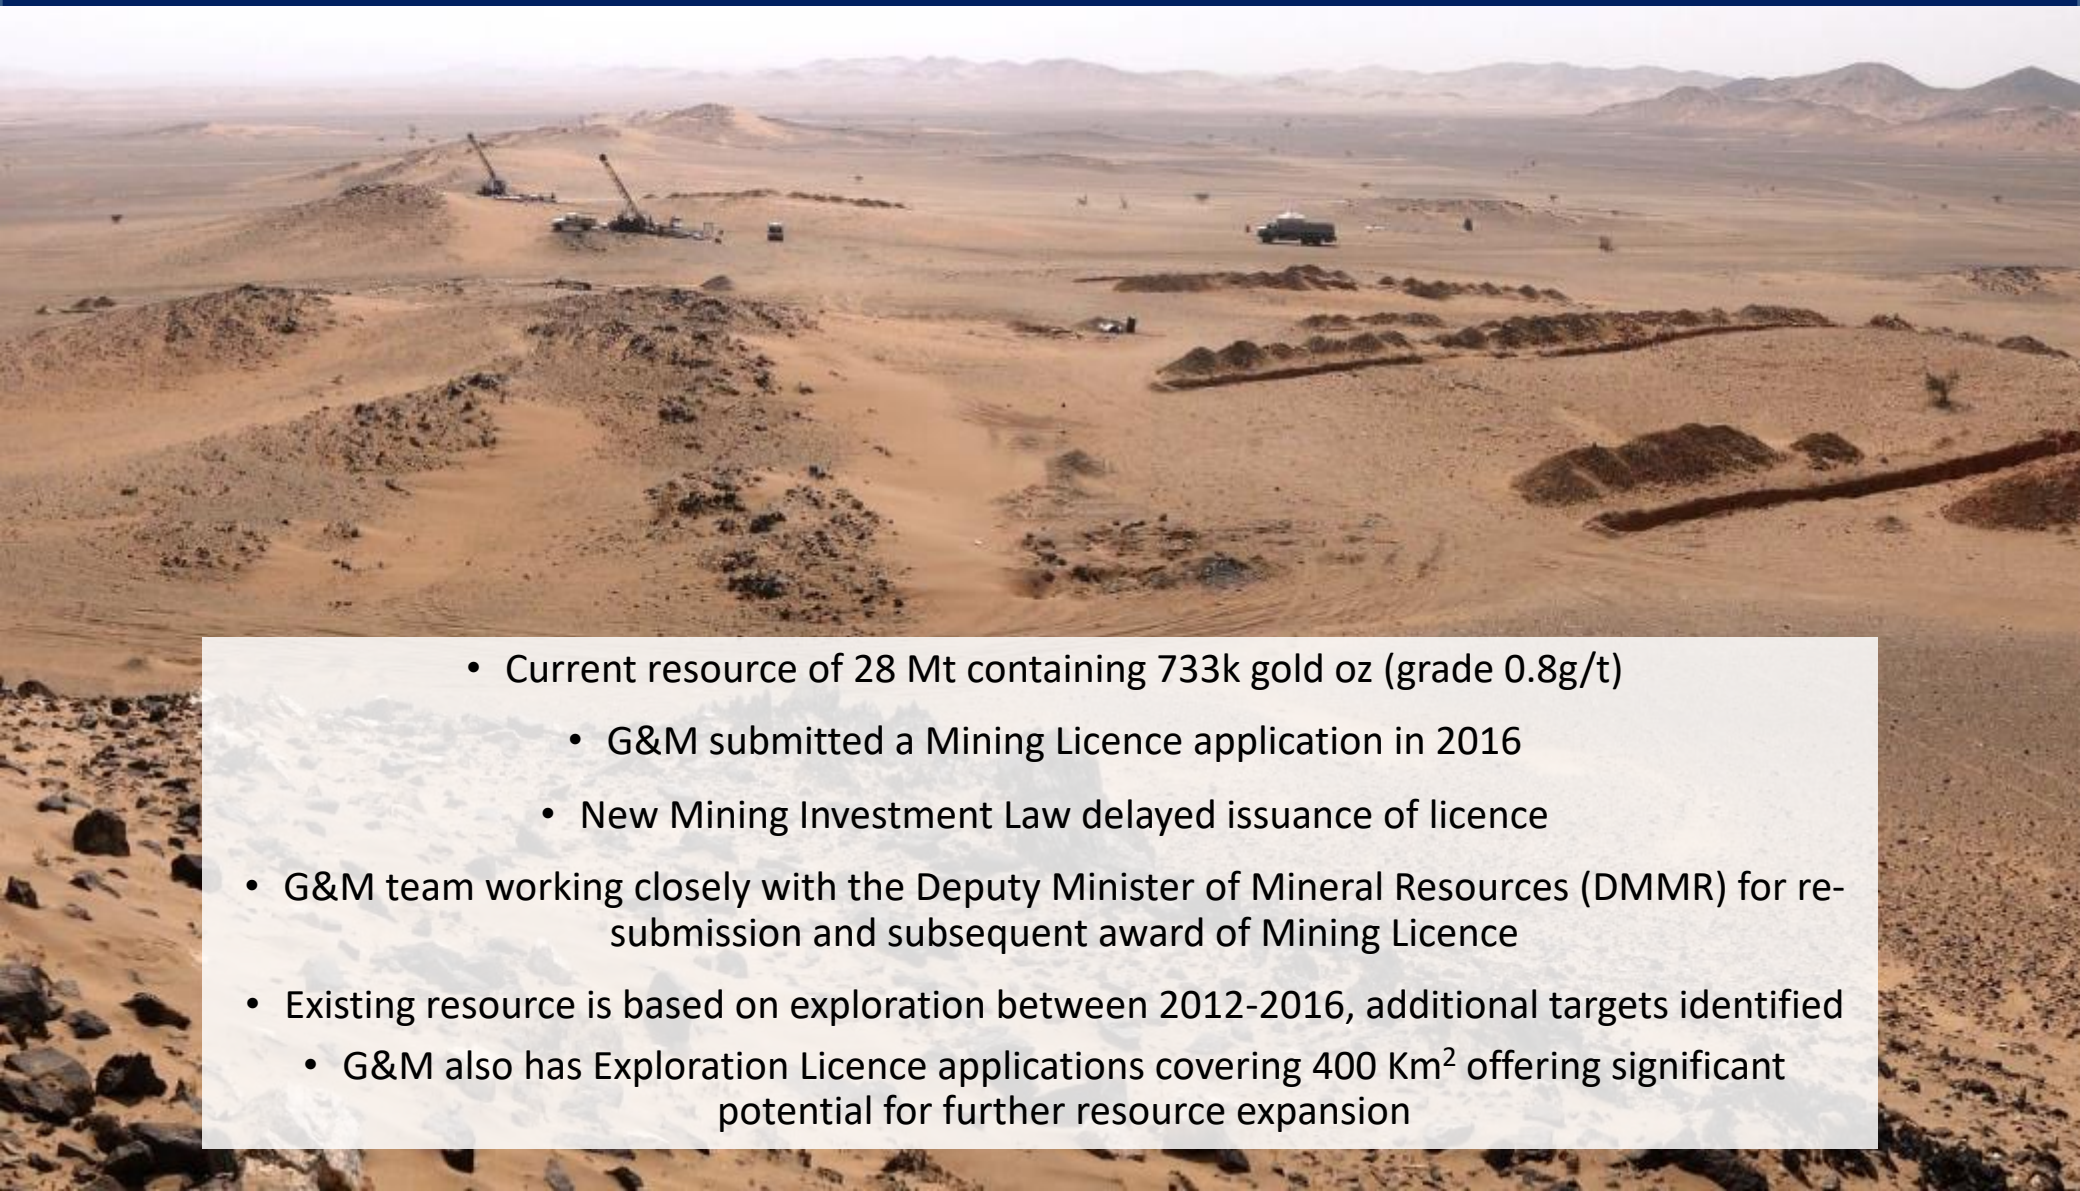 • Current resource of 28 Mt containing 733k gold oz (grade 0.8g/t)
• G&M submitted a Mining Licence application in 2016
• New Mining Investment Law delayed issuance of licence
• G&M team working closely with the Deputy Minister of Mineral Resources (DMMR) for re-
submission and subsequent award of Mining Licence
• Existing resource is based on exploration between 2012-2016, additional targets identified
• G&M also has Exploration Licence applications covering 400 Km² offering significant
potential for further resource expansion